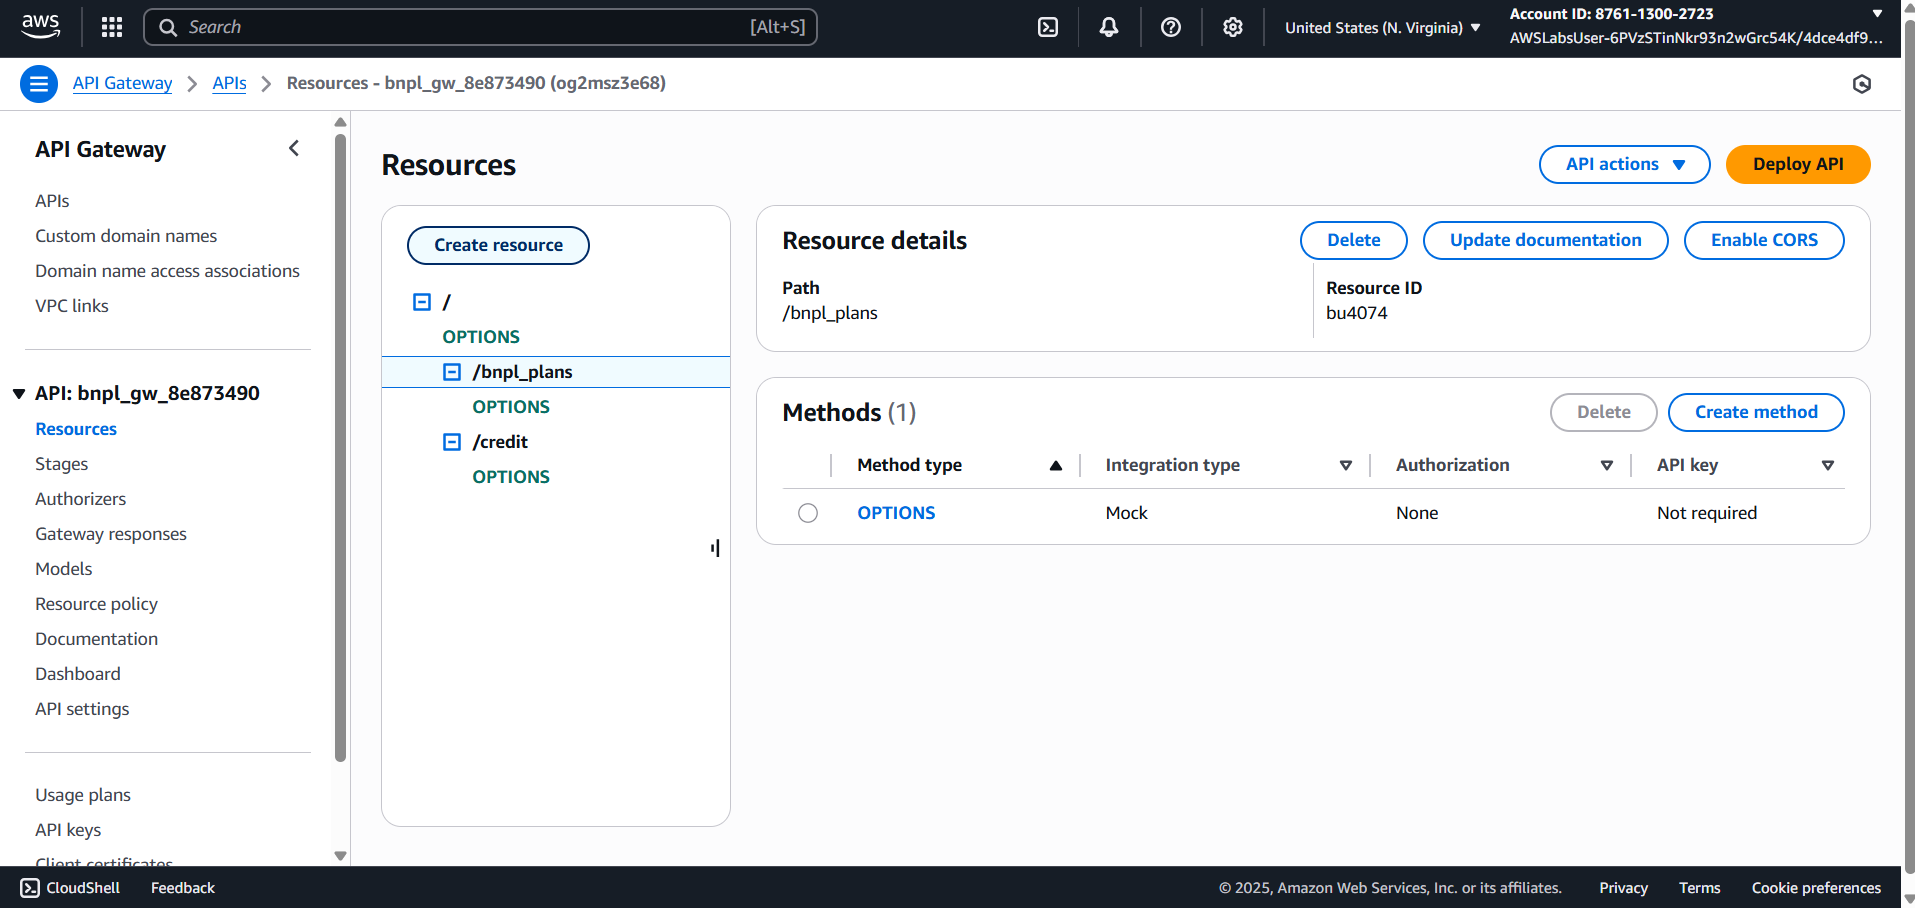 aws
Search [Alt+S]
United States (N. Virginia)
Account ID: 8761-1300-2723
AWSLabsUser-6PVzSTinNkr93n2wGrc54K/4dce4df9...
API Gateway
APIs
Resources - bnpl_gw_8e873490 (og2msz3e68)
API Gateway
APIs
Custom domain names
Domain name access associations
VPC links
API: bnpl_gw_8e873490
Resources
Stages
Authorizers
Gateway responses
Models
Resource policy
Documentation
Dashboard
API settings
Usage plans
API keys
Client certificates
Resources
API actions
Deploy API
Create resource
/
OPTIONS
/bnpl_plans
OPTIONS
/credit
OPTIONS
Resource details
Delete
Update documentation
Enable CORS
Path
/bnpl_plans
Resource ID
bu4074
Methods (1)
Delete
Create method
Method type Integration type Authorization API key
OPTIONS Mock None Not required
CloudShell Feedback
© 2025, Amazon Web Services, Inc. or its affiliates. Privacy Terms Cookie preferences